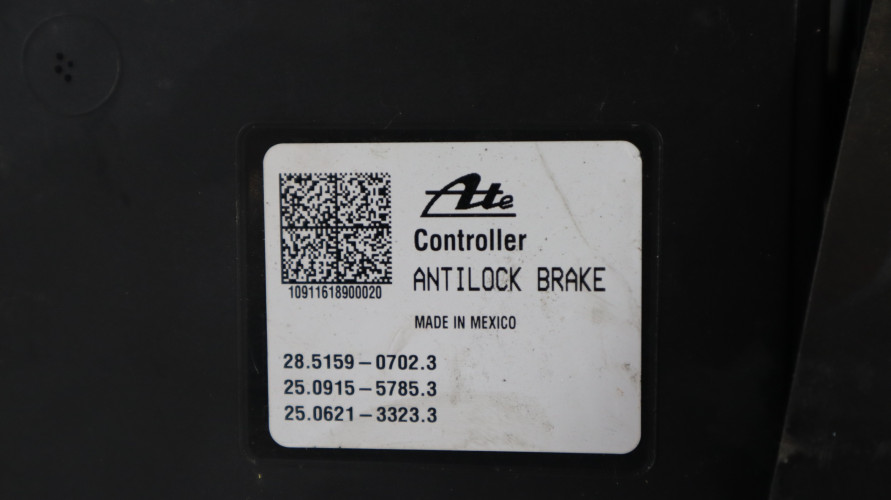 Ate
Controller
ANTILOCK BRAKE
10911618900020
MADE IN MEXICO
28.5159-0702.3
25.0915-5785.3
25.0621-3323.3